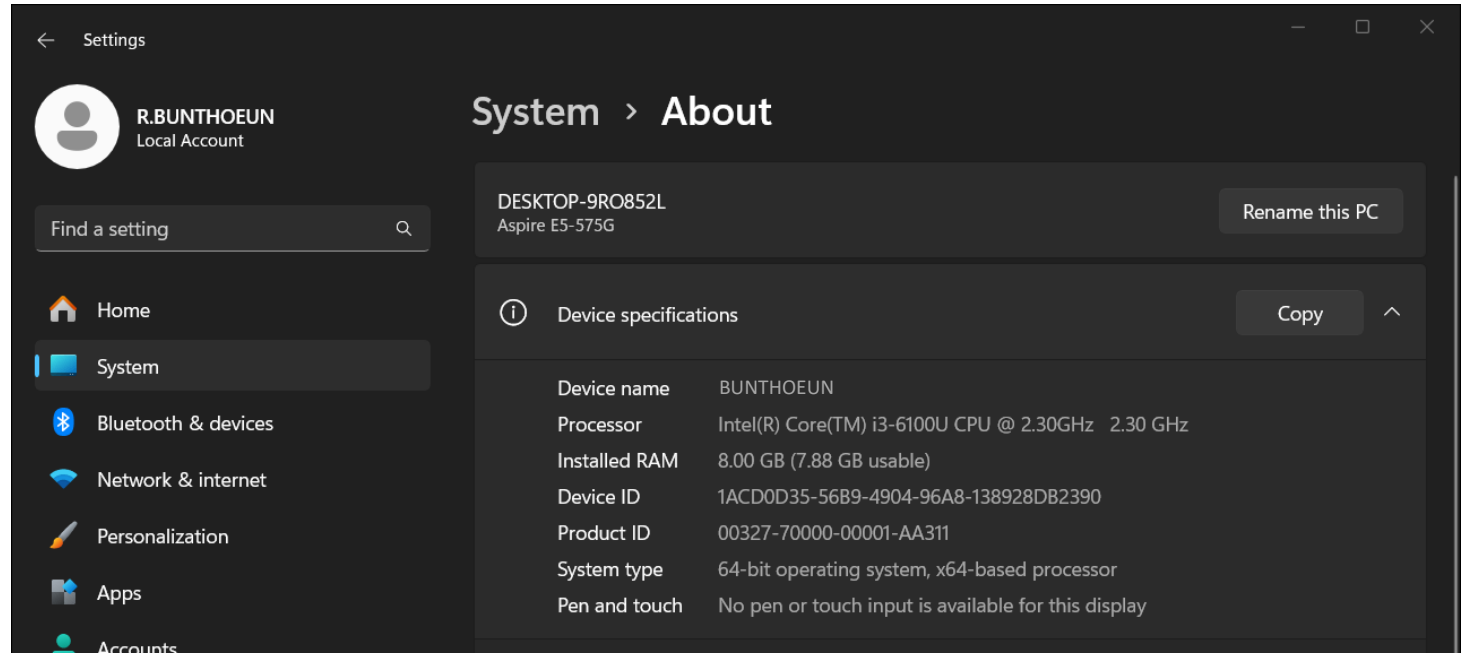 Settings
R.BUNTHOEUN
Local Account
Find a setting
Home
System
Bluetooth & devices
Network & internet
Personalization
Apps
Accounts
System > About
DESKTOP-9RO852L
Aspire E5-575G
Rename this PC
Device specifications
Copy
Device name BUNTHOEUN
Processor Intel(R) Core(TM) i3-6100U CPU @ 2.30GHz 2.30 GHz
Installed RAM 8.00 GB (7.88 GB usable)
Device ID 1ACD0D35-56B9-4904-96A8-138928DB2390
Product ID 00327-70000-00001-AA311
System type 64-bit operating system, x64-based processor
Pen and touch No pen or touch input is available for this display